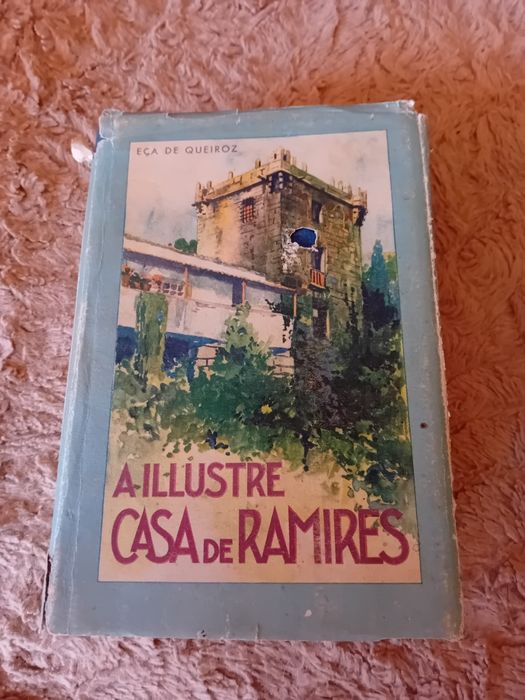 EÇA DE QUEIROZ
A ILLUSTRE
CASA DE RAMIRES